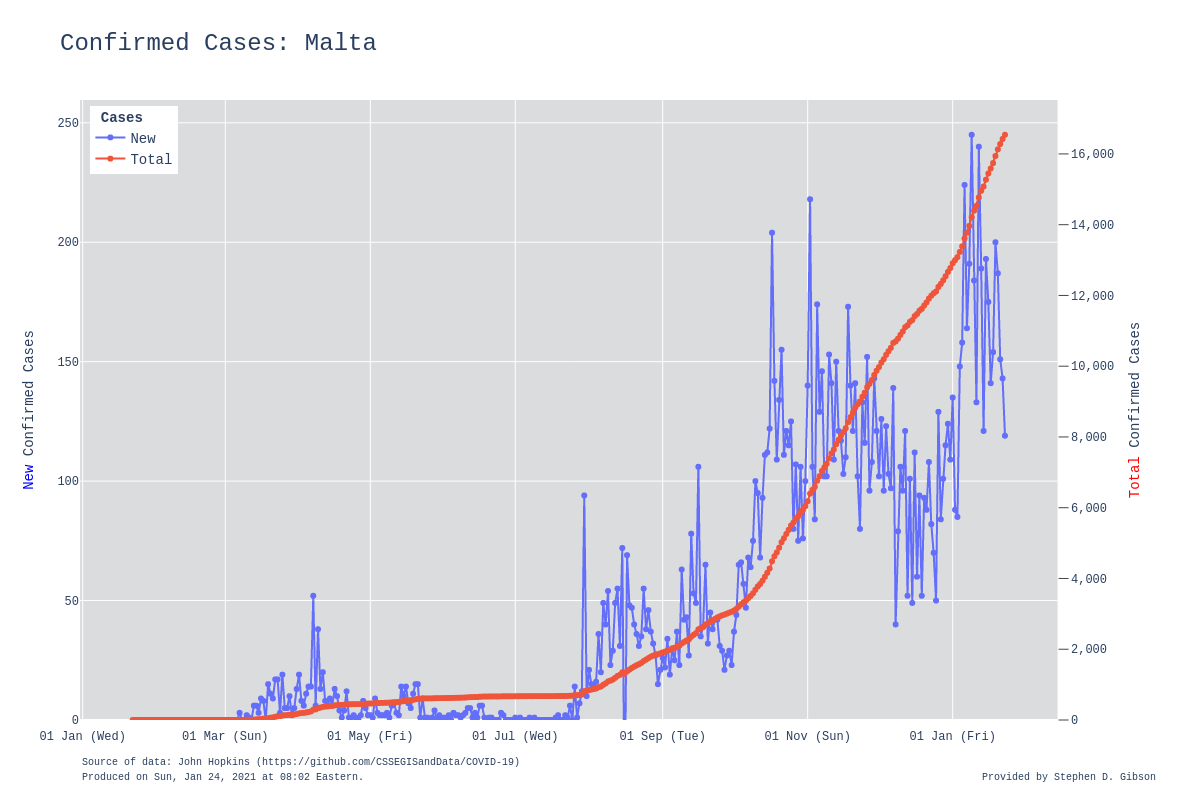 Confirmed Cases: Malta
Cases
New
Total
250
200
150
100
50
0
New Confirmed Cases
16,000
14,000
12,000
10,000
8,000
6,000
4,000
2,000
0
Total Confirmed Cases
01 Jan (Wed) 01 Mar (Sun) 01 May (Fri) 01 Jul (Wed) 01 Sep (Tue) 01 Nov (Sun) 01 Jan (Fri)
Source of data: John Hopkins (https://github.com/CSSEGISandData/COVID-19)
Produced on Sun, Jan 24, 2021 at 08:02 Eastern.
Provided by Stephen D. Gibson